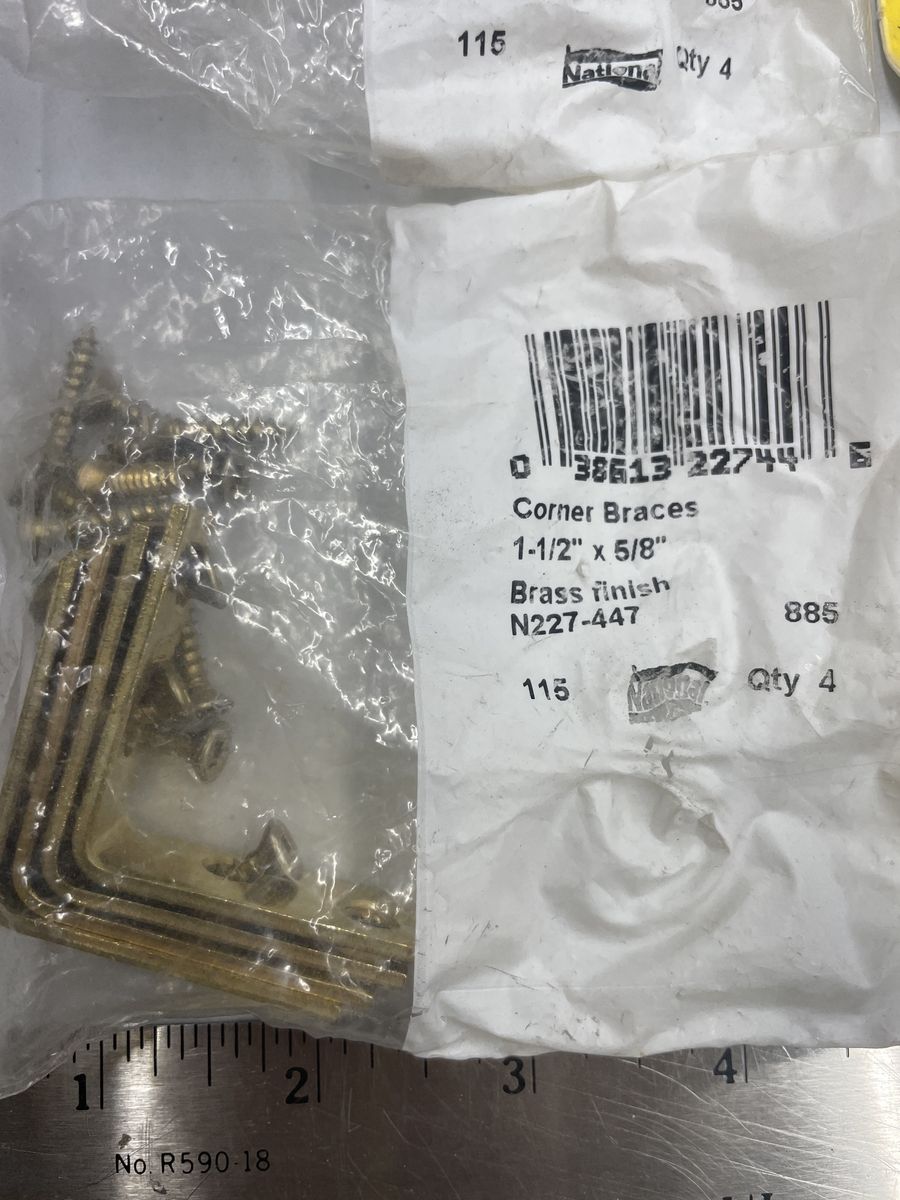 115
National
Qty 4
0 38613 22744 6
Corner Braces
1-1/2" x 5/8"
Brass finish
N227-447
885
115
National
Qty 4
1 2 3 4
No. R590-18